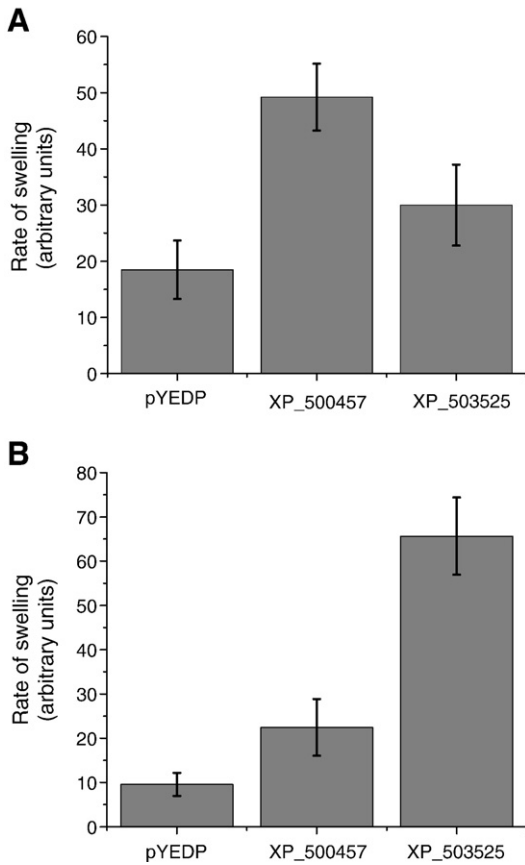 A
Rate of swelling
(arbitrary units)
60
50
40
30
20
10
0
pYEDP XP_500457 XP_503525
B
Rate of swelling
(arbitrary units)
80
70
60
50
40
30
20
10
0
pYEDP XP_500457 XP_503525